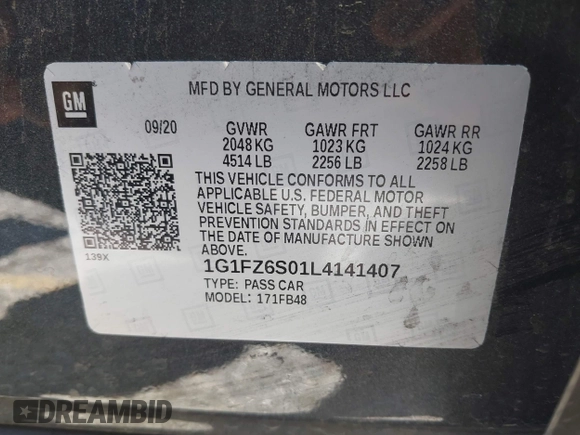 GM
MFD BY GENERAL MOTORS LLC
09/20 GVWR GAWR FRT GAWR RR
2048 KG 1023 KG 1024 KG
4514 LB 2256 LB 2258 LB
THIS VEHICLE CONFORMS TO ALL
APPLICABLE U.S. FEDERAL MOTOR
VEHICLE SAFETY, BUMPER, AND THEFT
PREVENTION STANDARDS IN EFFECT ON
THE DATE OF MANUFACTURE SHOWN
ABOVE.
139X
1G1FZ6S01L4141407
TYPE: PASS CAR
MODEL: 171FB48
DREAMBID